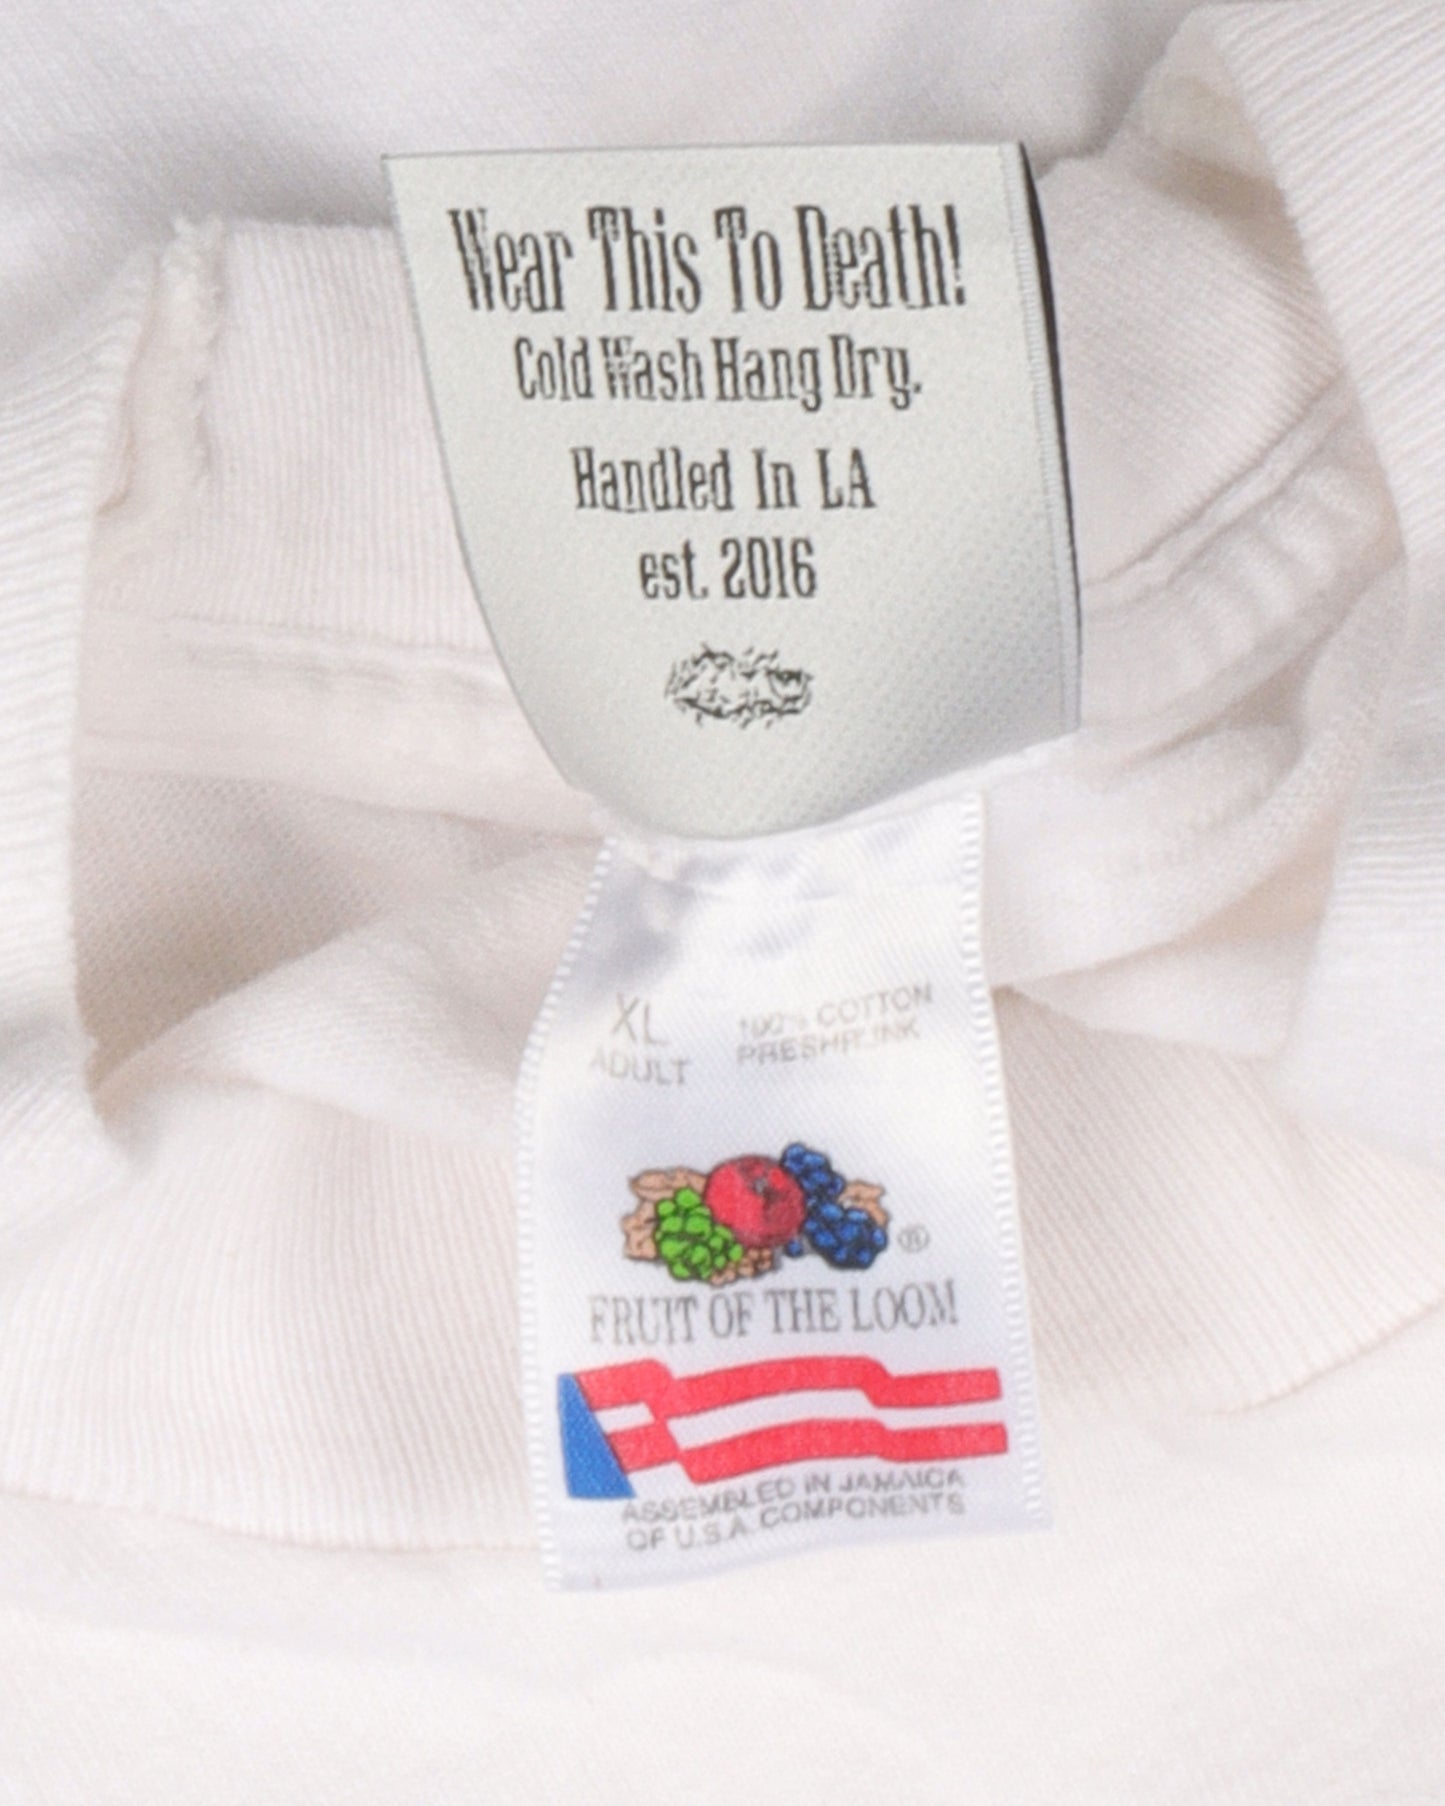 Wear This To Death!
Cold Wash Hang Dry.
Handled In LA
est. 2016
XL
ADULT
100% COTTON
PRESHRUNK
®
FRUIT OF THE LOOM
ASSEMBLED IN JAMAICA
OF U.S.A. COMPONENTS